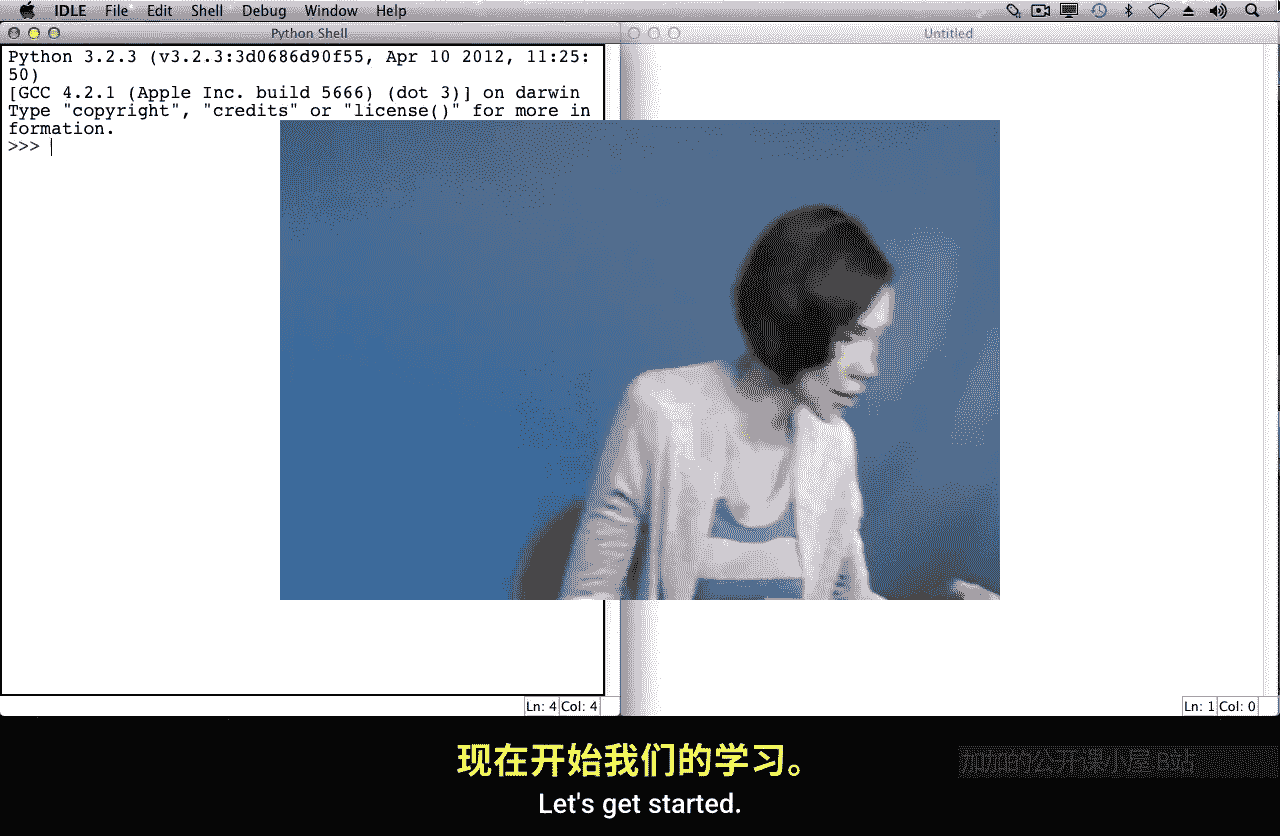 IDLE File Edit Shell Debug Window Help
Python Shell
Untitled
Python 3.2.3 (v3.2.3:3d0686d90f55, Apr 10 2012, 11:25:
50)
[GCC 4.2.1 (Apple Inc. build 5666) (dot 3)] on darwin
Type "copyright", "credits" or "license()" for more in
formation.
>>>
Ln: 4 Col: 4
Ln: 1 Col: 0
现在开始我们的学习。
加加的公开课小屋 B站
Let's get started.